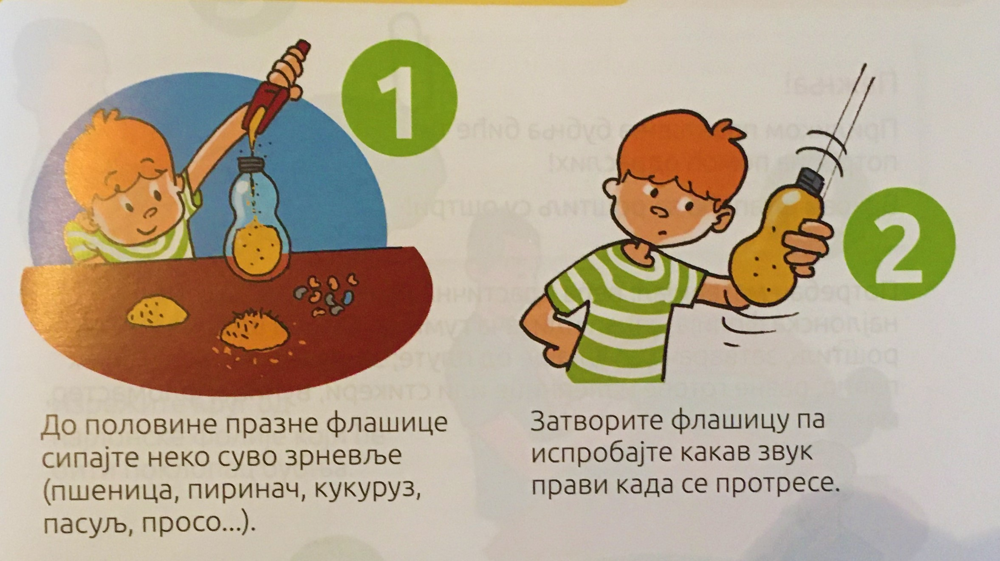 1
До половине празне флашице
сипајте неко суво зрневље
(пшеница, пиринач, кукуруз,
пасуљ, просо...).
2
Затворите флашицу па
испробајте какав звук
прави када се протресе.